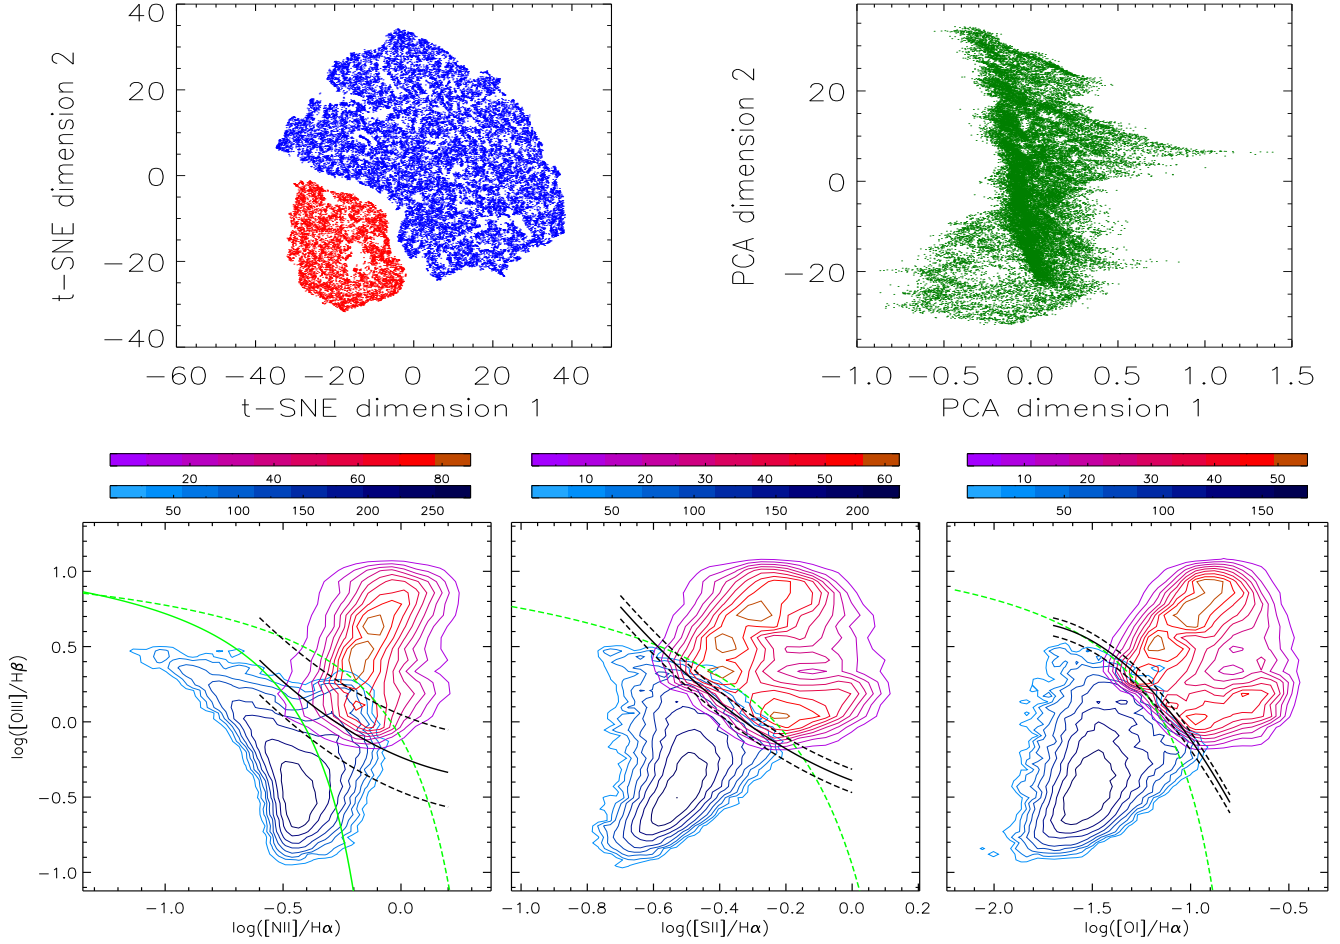 40
20
0
−20
−40
t−SNE dimension 2
−60 −40 −20 0 20 40
t−SNE dimension 1
20
0
−20
PCA dimension 2
−1.0 −0.5 0.0 0.5 1.0 1.5
PCA dimension 1
20 40 60 80
50 100 150 200 250
10 20 30 40 50 60
50 100 150 200
10 20 30 40 50
50 100 150
1.0
0.5
0.0
−0.5
−1.0
log([OIII]/Hβ)
−1.0 −0.5 0.0
log([NII]/Hα)
−1.0 −0.8 −0.6 −0.4 −0.2 0.0 0.2
log([SII]/Hα)
−2.0 −1.5 −1.0 −0.5
log([OI]/Hα)